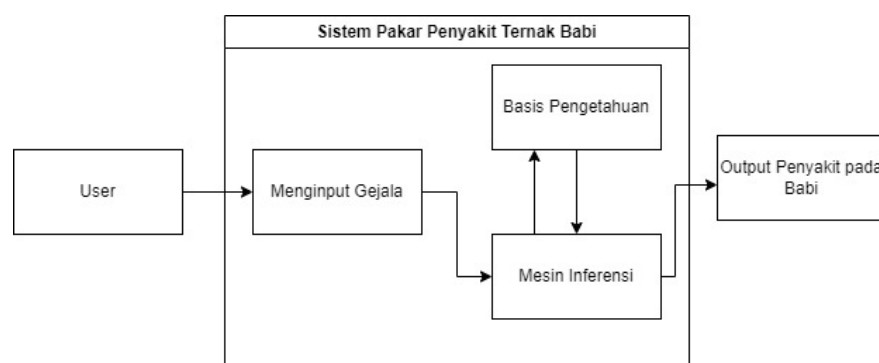 Sistem Pakar Penyakit Ternak Babi
Basis Pengetahuan
User
Menginput Gejala
Output Penyakit pada
Babi
Mesin Inferensi